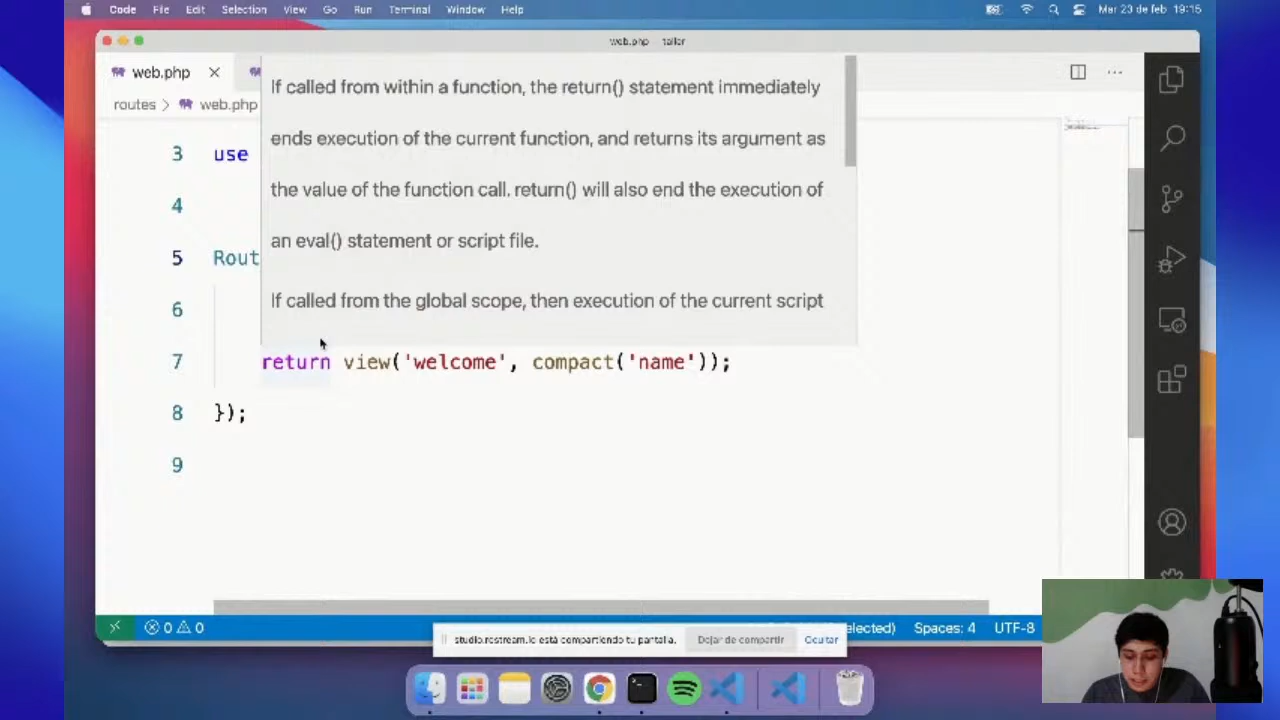 Code File Edit Selection View Go Run Terminal Window Help Mar 23 de feb 19:15
web.php — taller
web.php
routes > web.php
If called from within a function, the return() statement immediately
ends execution of the current function, and returns its argument as
the value of the function call. return() will also end the execution of
an eval() statement or script file.
If called from the global scope, then execution of the current script
3 use
4
5 Rout
6
7 return view('welcome', compact('name'));
8 });
9
0 0 elected) Spaces: 4 UTF-8
studio.restream.io está compartiendo tu pantalla. Dejar de compartir Ocultar